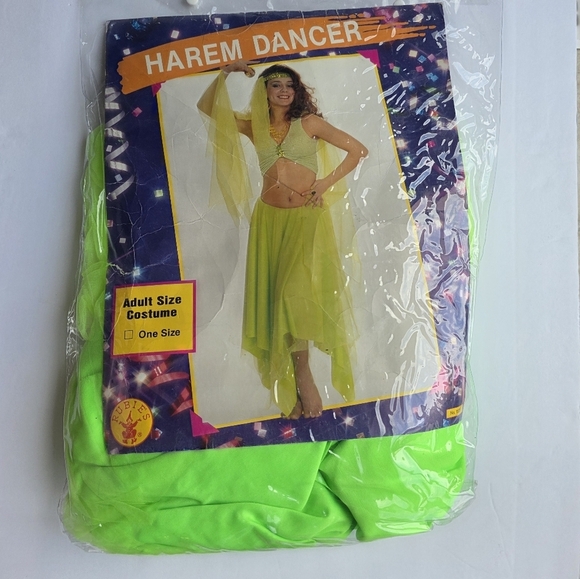 HAREM DANCER
Adult Size
Costume
One Size
RUBIE'S